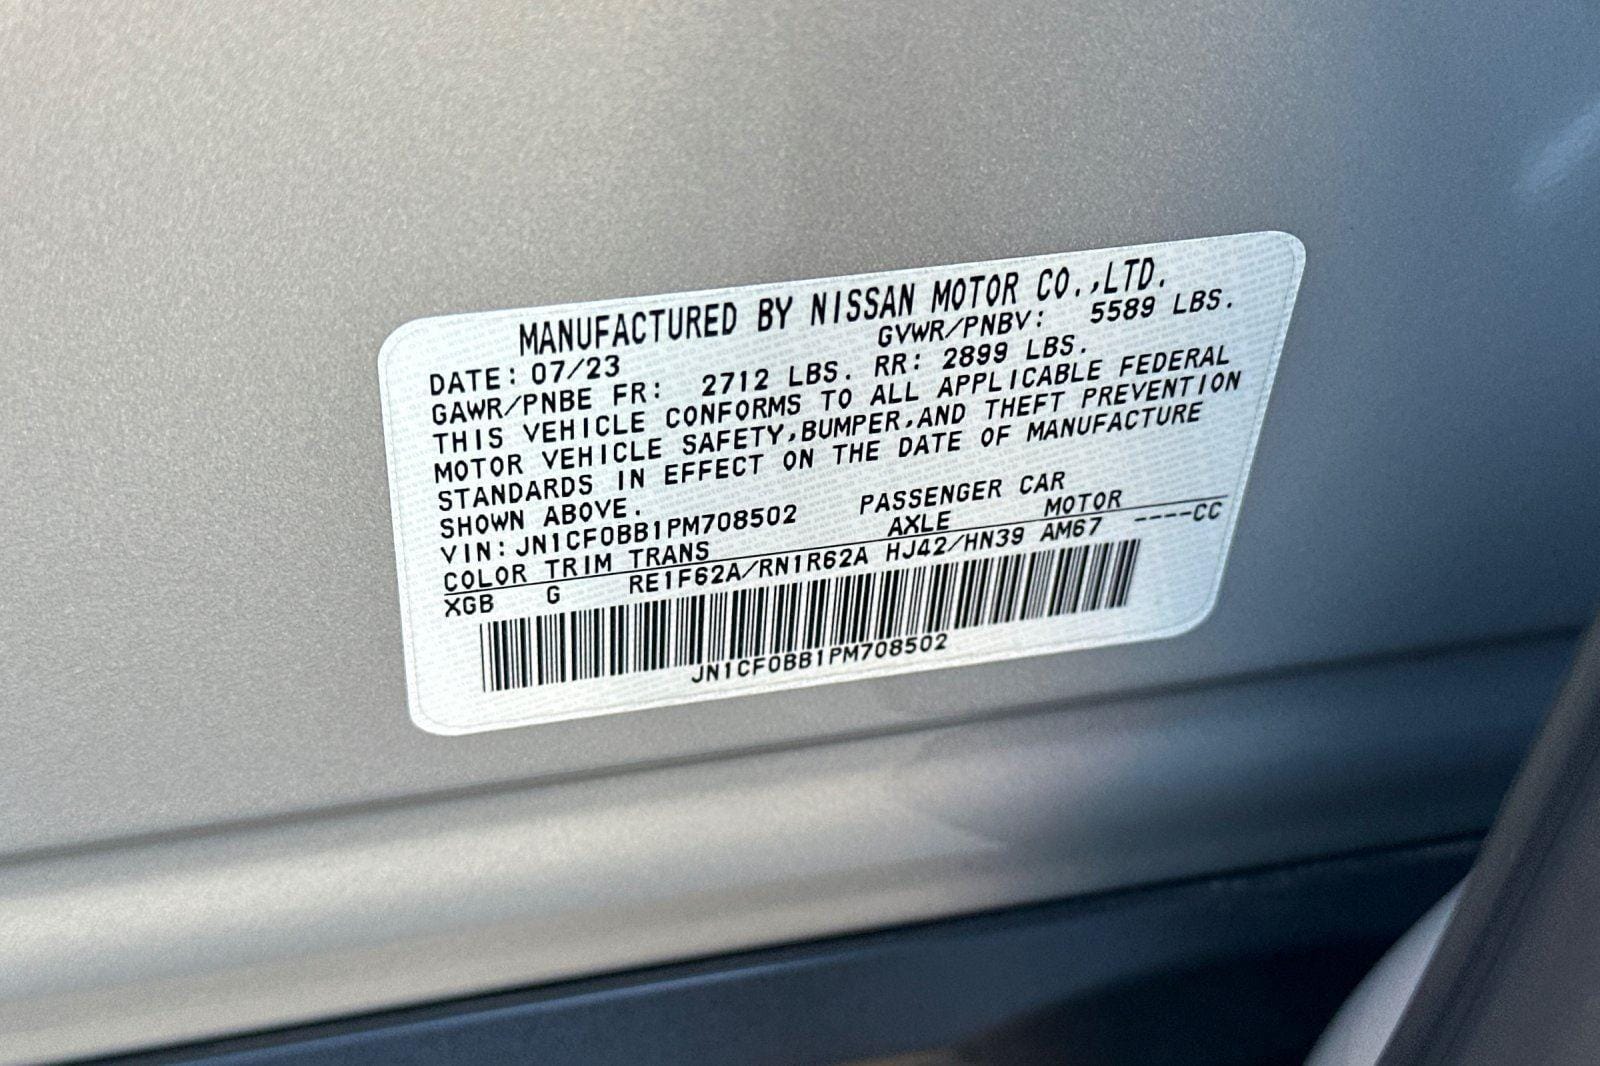 MANUFACTURED BY NISSAN MOTOR CO.,LTD.
DATE: 07/23 GVWR/PNBV: 5589 LBS.
GAWR/PNBE FR: 2712 LBS. RR: 2899 LBS.
THIS VEHICLE CONFORMS TO ALL APPLICABLE FEDERAL
MOTOR VEHICLE SAFETY,BUMPER,AND THEFT PREVENTION
STANDARDS IN EFFECT ON THE DATE OF MANUFACTURE
SHOWN ABOVE.
VIN: JN1CF0BB1PM708502 PASSENGER CAR
COLOR TRIM TRANS AXLE MOTOR
XGB G RE1F62A/RN1R62A HJ42/HN39 AM67 ----CC
JN1CF0BB1PM708502